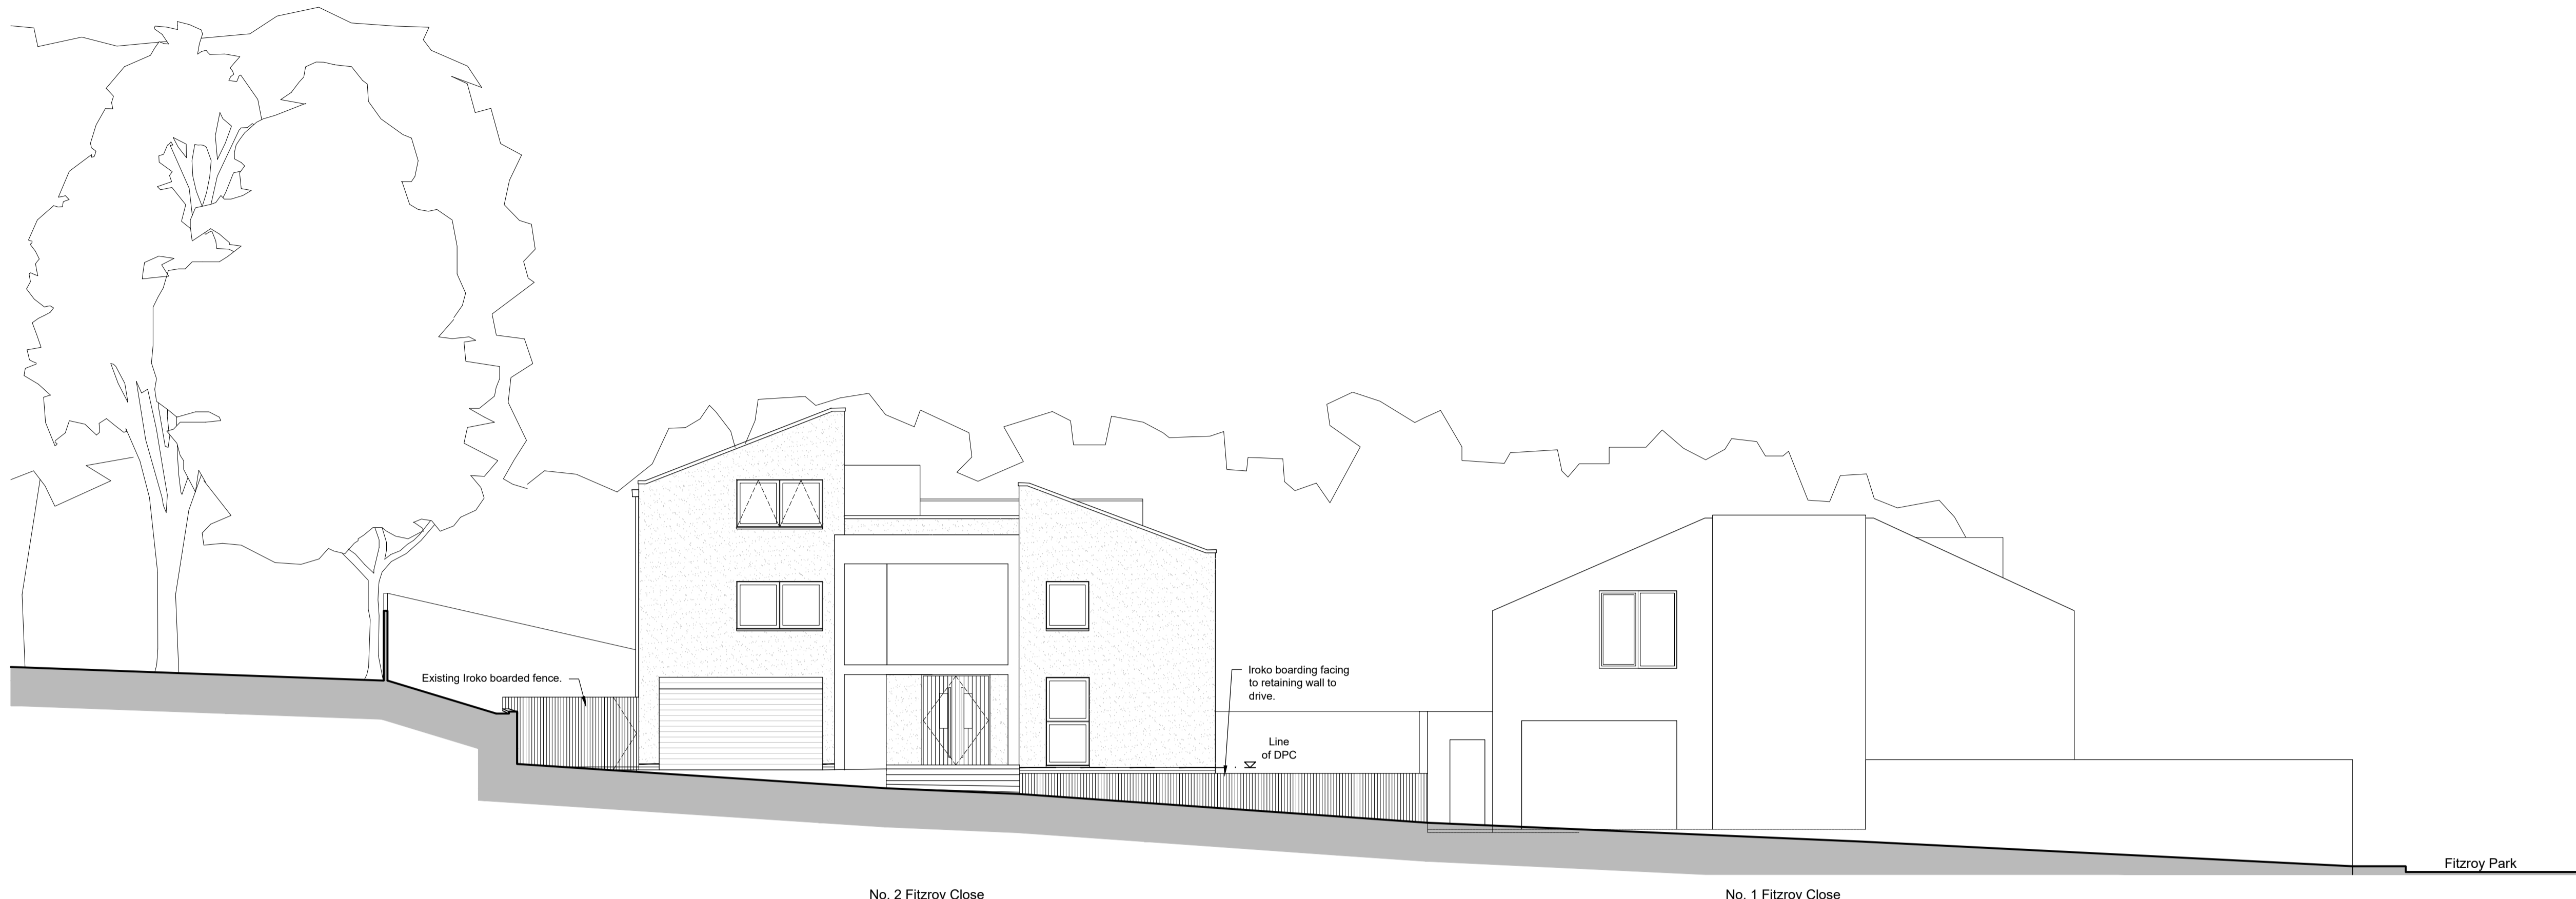 Existing Iroko boarded fence.
Iroko boarding facing
to retaining wall to
drive.
Line
of DPC
Fitzroy Park
No. 2 Fitzroy Close
No. 1 Fitzroy Close